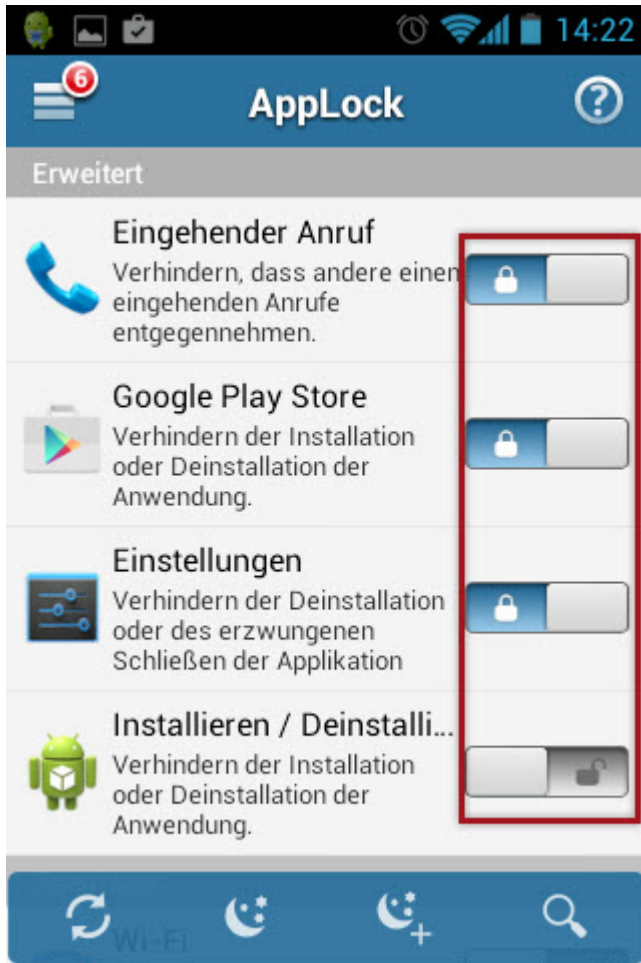 14:22
6
AppLock
Erweitert
Eingehender Anruf
Verhindern, dass andere einen
eingehenden Anrufe
entgegennehmen.
Google Play Store
Verhindern der Installation
oder Deinstallation der
Anwendung.
Einstellungen
Verhindern der Deinstallation
oder des erzwungenen
Schließen der Applikation
Installieren / Deinstalli...
Verhindern der Installation
oder Deinstallation der
Anwendung.
Wi-Fi